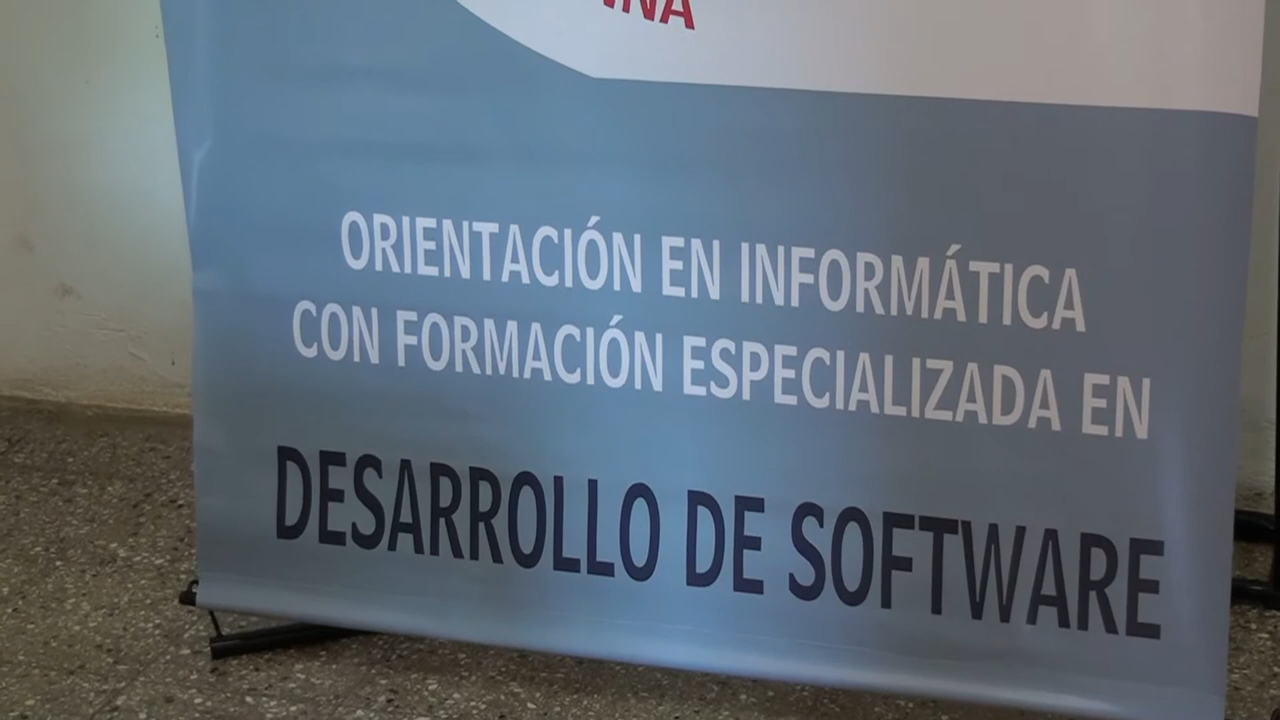 ORIENTACIÓN EN INFORMÁTICA
CON FORMACIÓN ESPECIALIZADA EN
DESARROLLO DE SOFTWARE